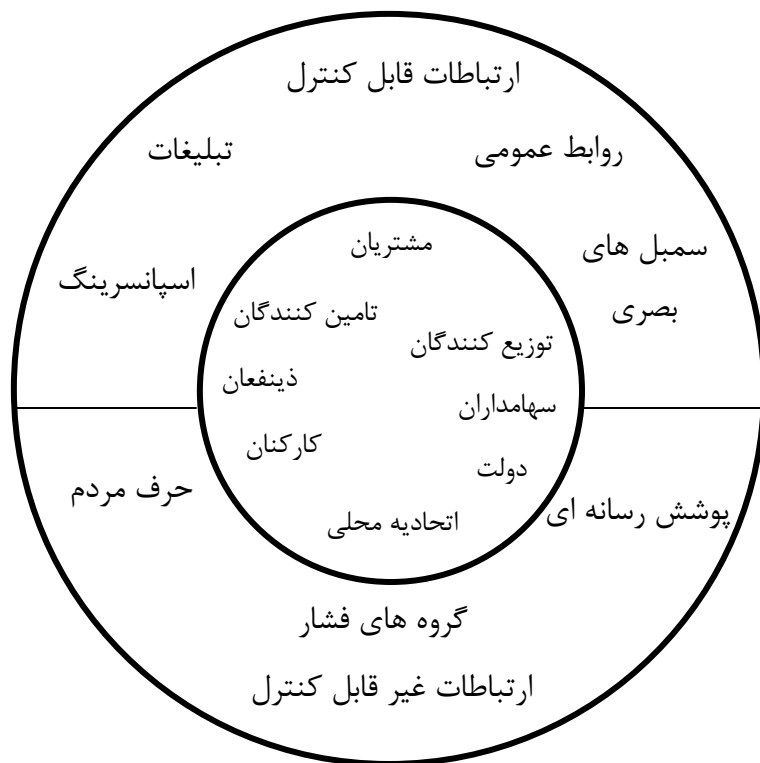 ارتباطات قابل کنترل
روابط عمومی
تبلیغات
سمبل های
بصری
اسپانسرینگ
مشتریان
تامین کنندگان
توزیع کنندگان
ذینفعان
سهامداران
کارکنان
دولت
اتحادیه محلی
حرف مردم
پوشش رسانه ای
گروه های فشار
ارتباطات غیر قابل کنترل